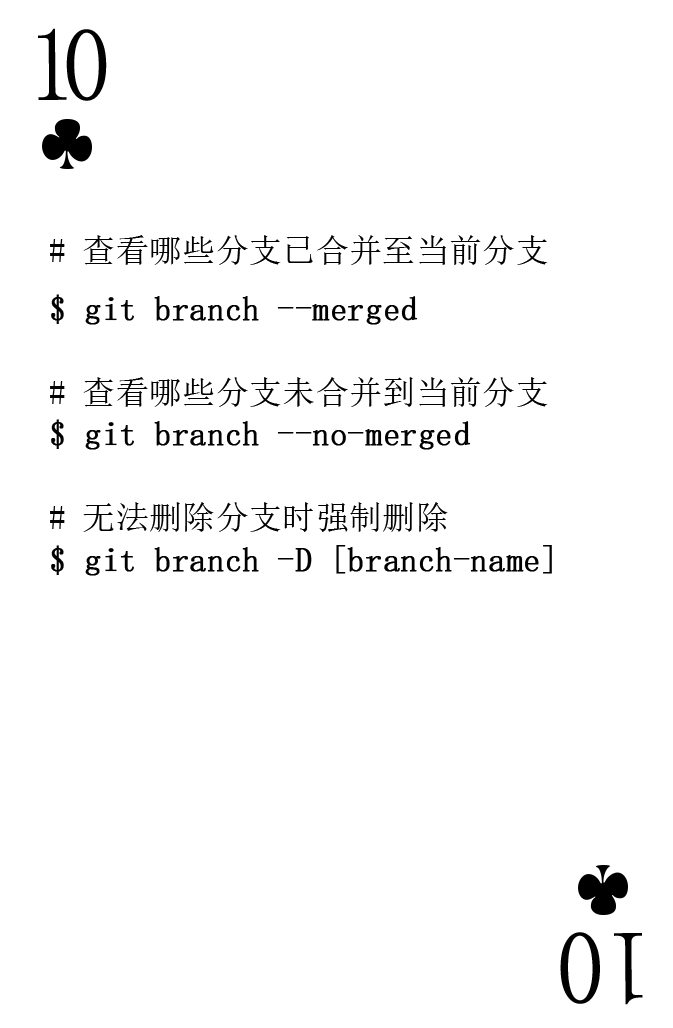 10
# 查看哪些分支已合并至当前分支
$ git branch --merged
# 查看哪些分支未合并到当前分支
$ git branch --no-merged
# 无法删除分支时强制删除
$ git branch -D [branch-name]
10